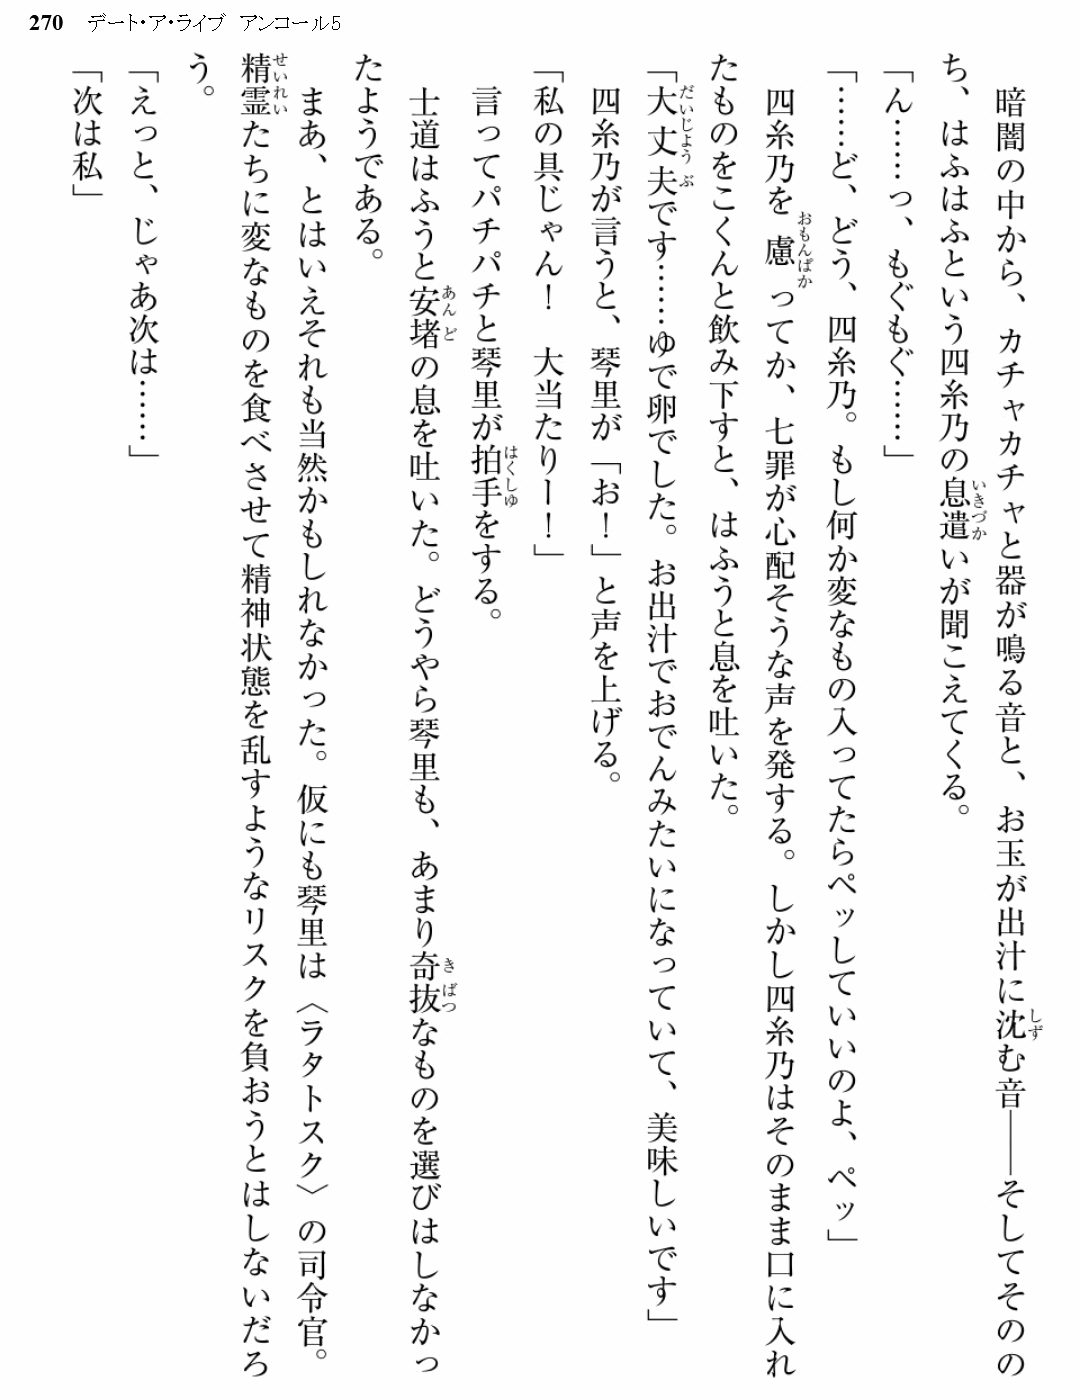 270 デート・ア・ライブ アンコール5
　暗闇の中から、カチャカチャと器が鳴る音と、お玉が出汁に沈む音――そしてそのの
ち、はふはふという四糸乃の息遣いが聞こえてくる。
「ん……っ、もぐもぐ……」
「……ど、どう、四糸乃。もし何か変なもの入ってたらペッしていいのよ、ペッ」
　四糸乃を慮ってか、七罪が心配そうな声を発する。しかし四糸乃はそのまま口に入れ
たものをこくんと飲み下すと、はふうと息を吐いた。
「大丈夫です……ゆで卵でした。お出汁でおでんみたいになっていて、美味しいです」
　四糸乃が言うと、琴里が「お！」と声を上げる。
「私の具じゃん！　大当たりー！」
　言ってパチパチと琴里が拍手をする。
　士道はふうと安堵の息を吐いた。どうやら琴里も、あまり奇抜なものを選びはしなかっ
たようである。
　まあ、とはいえそれも当然かもしれなかった。仮にも琴里は〈ラタトスク〉の司令官。
精霊たちに変なものを食べさせて精神状態を乱すようなリスクを負おうとはしないだろ
う。
「えっと、じゃあ次は……」
「次は私」